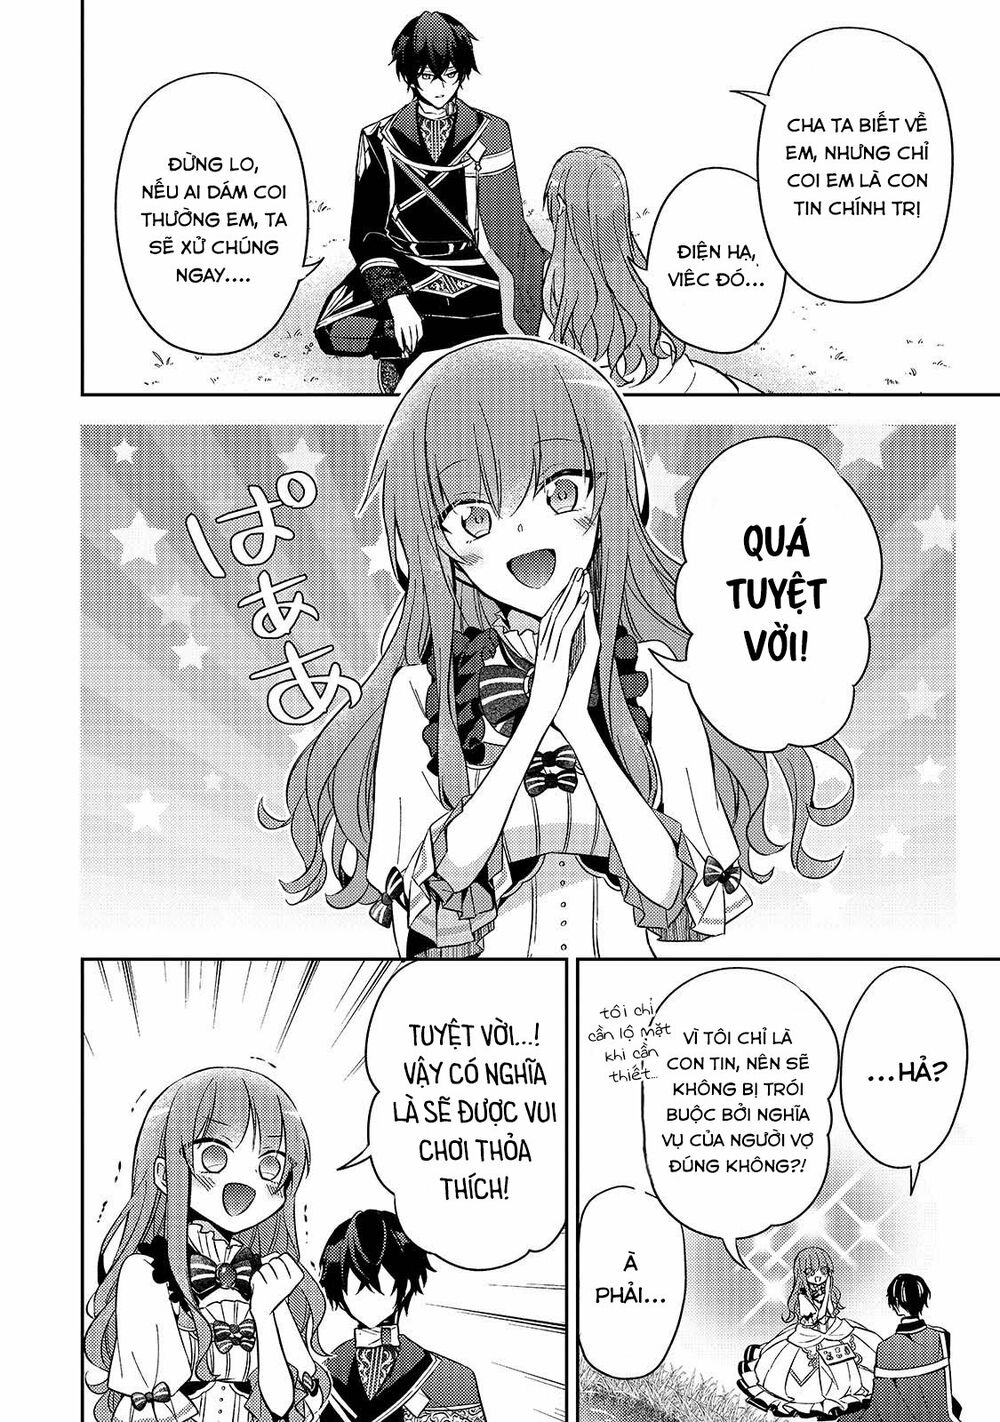 CHA TA BIẾT VỀ
EM, NHƯNG CHỈ
COI EM LÀ CON
TIN CHÍNH TRỊ
ĐIỆN HẠ,
VIỆC ĐÓ...
ĐỪNG LO,
NẾU AI DÁM COI
THƯỜNG EM, TA
SẼ XỬ CHÚNG
NGAY....
QUÁ
TUYỆT
VỜI!
ぱあああ
...HẢ?
VÌ TÔI CHỈ LÀ
CON TIN, NÊN SẼ
KHÔNG BỊ TRÓI
BUỘC BỞI NGHĨA
VỤ CỦA NGƯỜI VỢ
ĐÚNG KHÔNG?!
tôi chỉ
cần lộ mặt
khi cần
thiết...
À
PHẢI...
TUYỆT VỜI...!
VẬY CÓ NGHĨA
LÀ SẼ ĐƯỢC VUI
CHƠI THỎA
THÍCH!